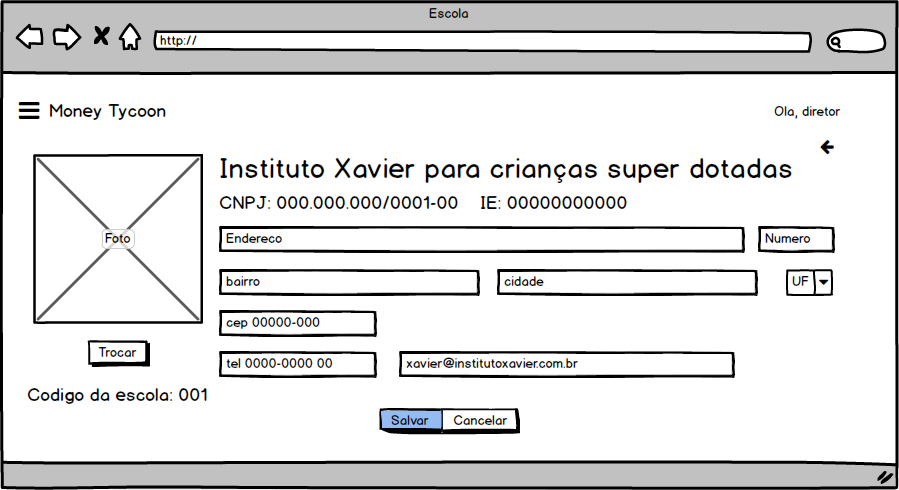 Escola
http://
Money Tycoon
Ola, diretor
Foto
Trocar
Codigo da escola: 001
Instituto Xavier para crianças super dotadas
CNPJ: 000.000.000/0001-00 IE: 00000000000
Endereco Numero
bairro cidade UF
cep 00000-000
tel 0000-0000 00 xavier@institutoxavier.com.br
Salvar Cancelar